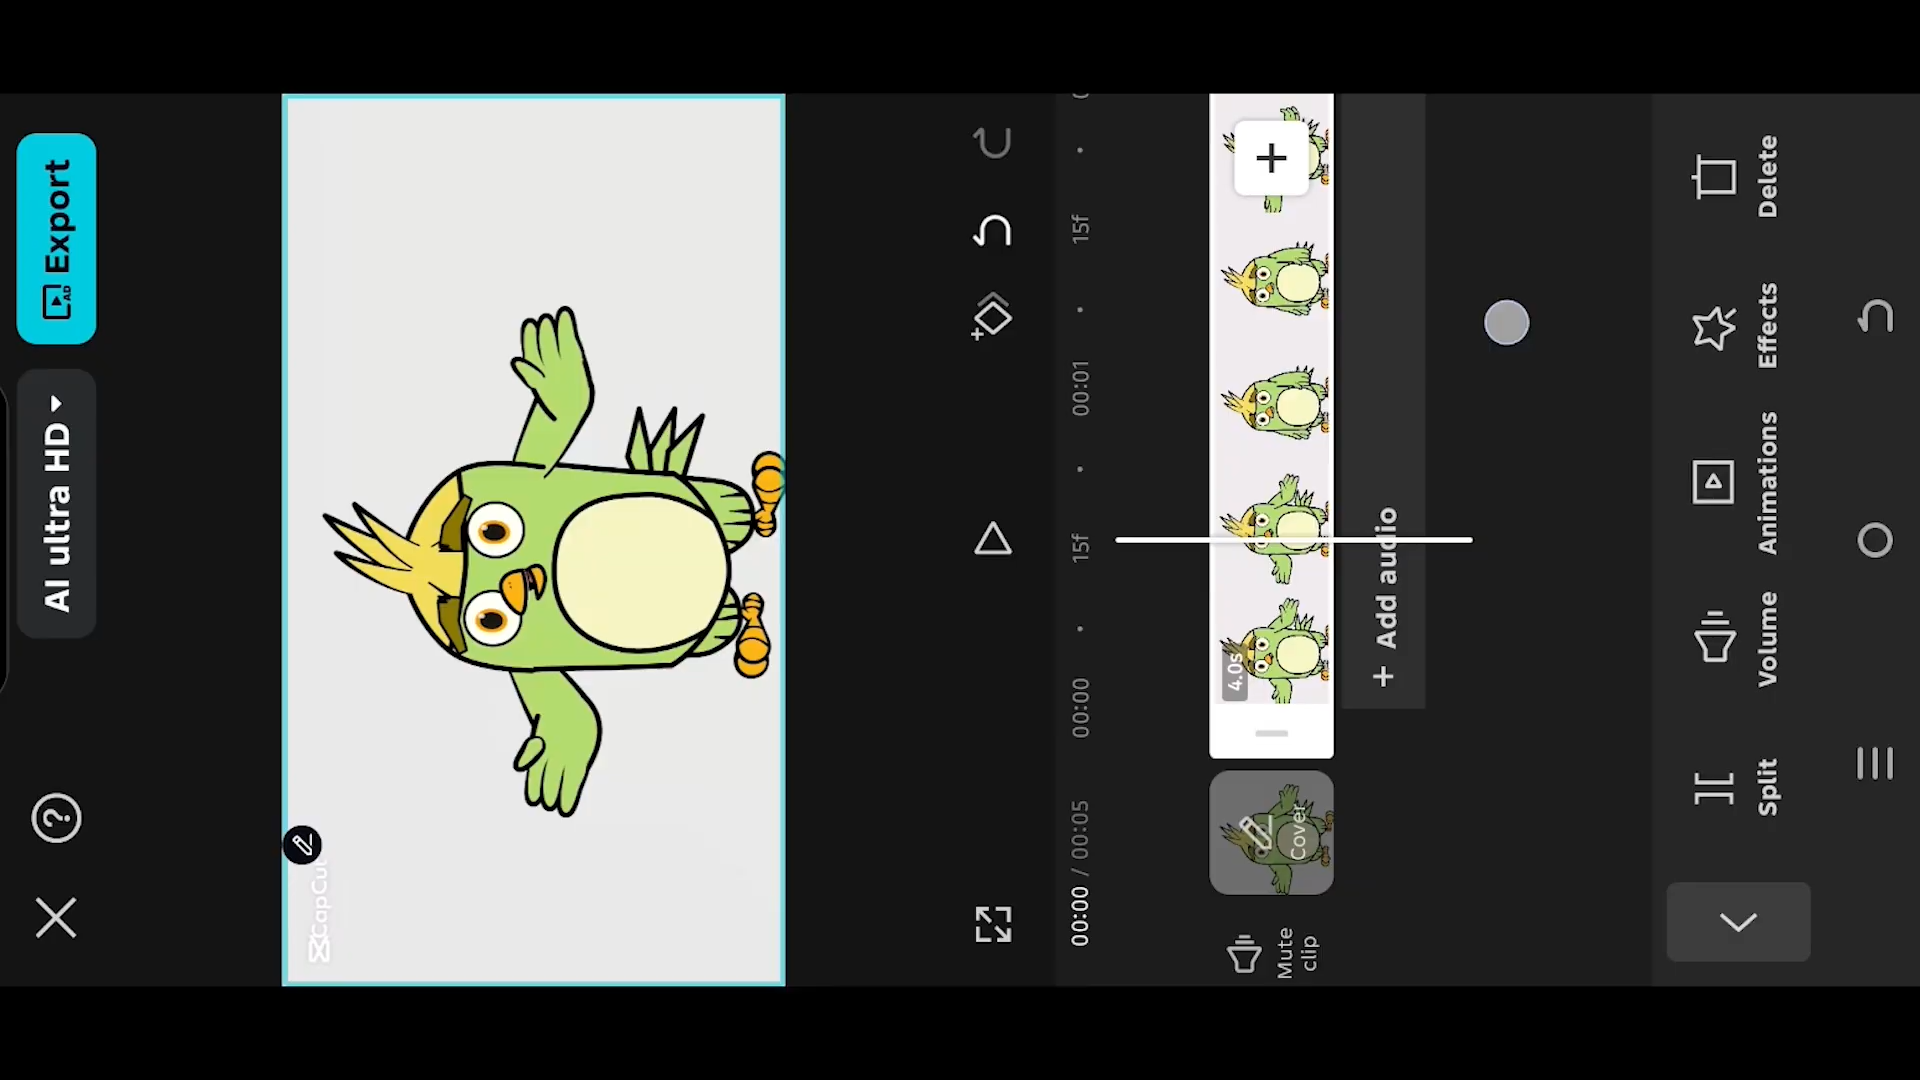 AI ultra HD
AD Export
CapCut
00:00 / 00:05
00:00
15f
00:01
15f
Mute
clip
Cover
4.0s
+ Add audio
Split
Volume
Animations
Effects
Delete